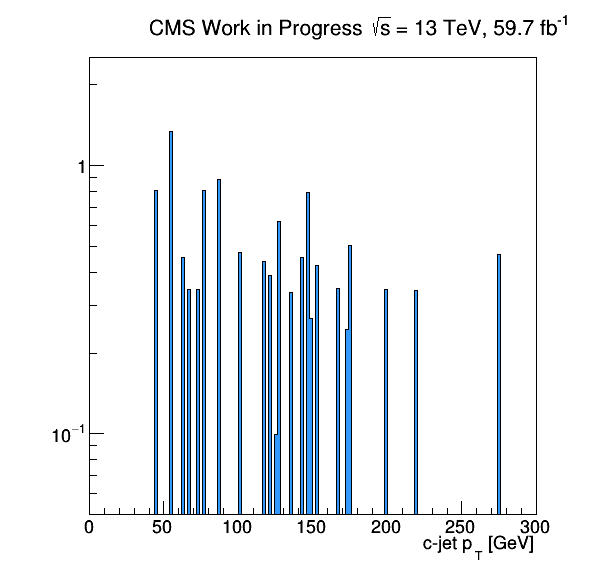 CMS Work in Progress √s = 13 TeV, 59.7 fb⁻¹
1
10⁻¹
0 50 100 150 200 250 300
c-jet p_T [GeV]